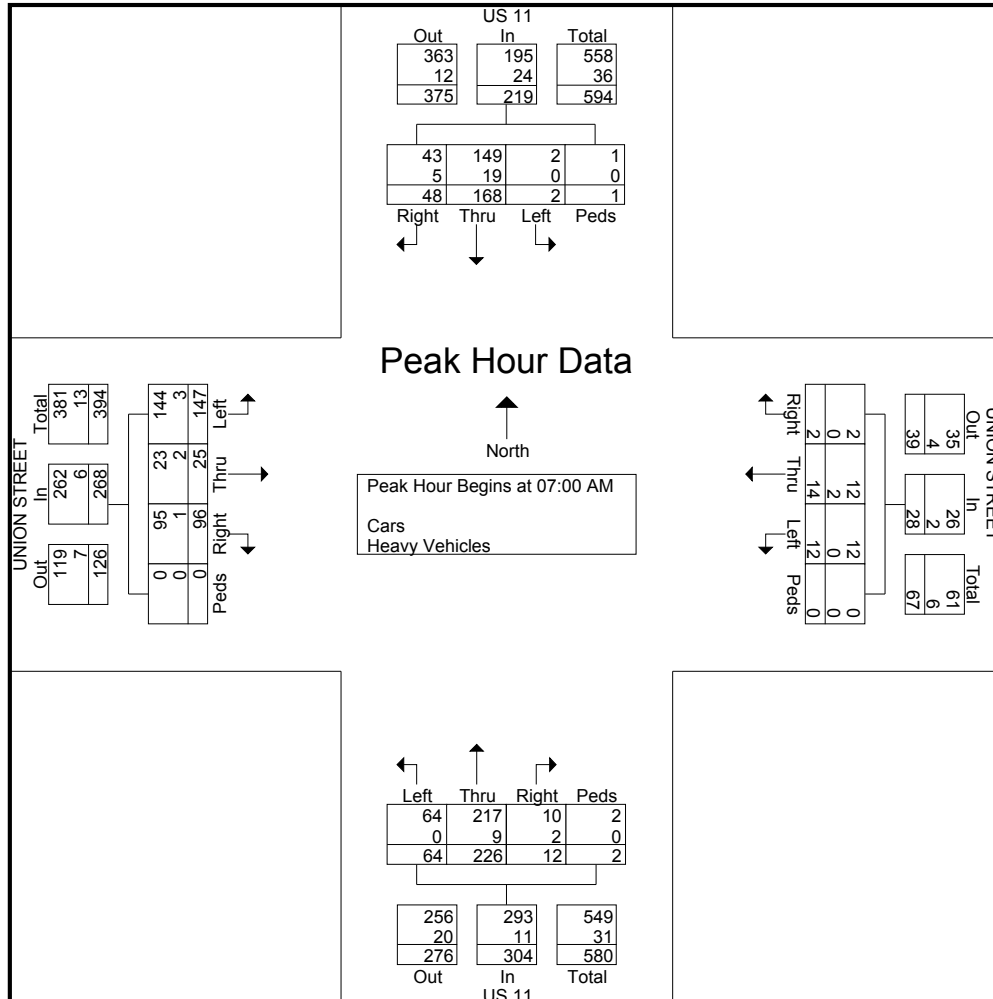 US 11
Out In Total
363 195 558
12 24 36
375 219 594
43 149 2 1
5 19 0 0
48 168 2 1
Right Thru Left Peds
Peak Hour Data
North
Peak Hour Begins at 07:00 AM
Cars
Heavy Vehicles
UNION STREET
Total In Out
381 262 119
13 6 7
394 268 126
144 23 95 0
3 2 1 0
147 25 96 0
Left Thru Right Peds
UNION STREET
Out In Total
35 26 61
4 2 6
39 28 67
2 12 12 0
0 2 0 0
2 14 12 0
Right Thru Left Peds
Left Thru Right Peds
64 217 10 2
0 9 2 0
64 226 12 2
256 293 549
20 11 31
276 304 580
Out In Total
US 11